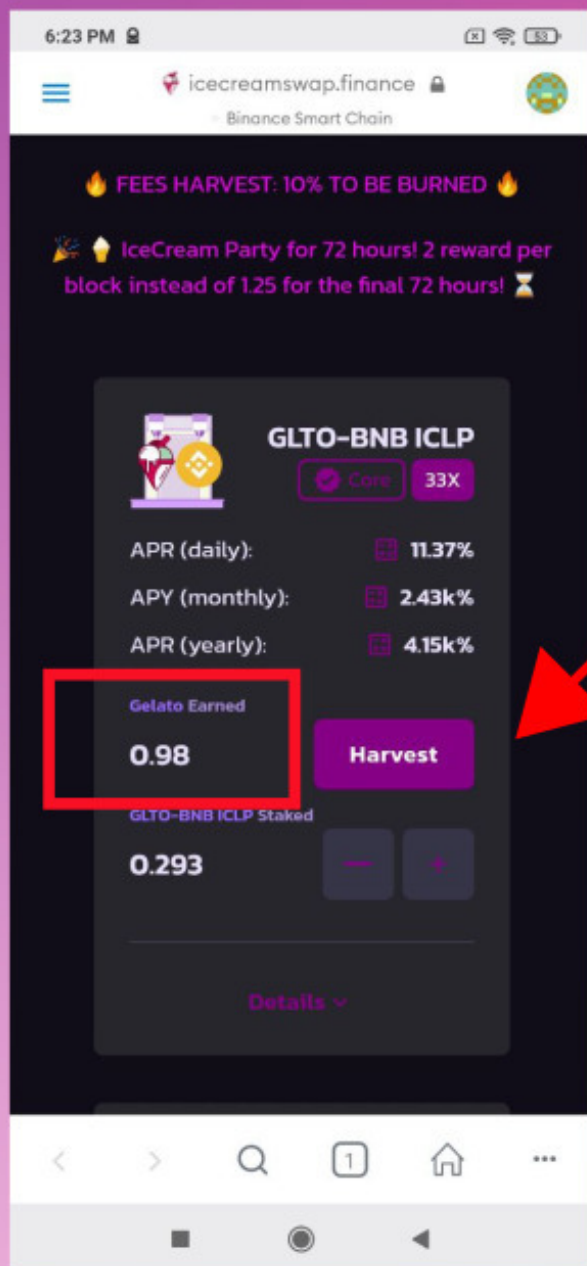 6:23 PM
53
icecreamswap.finance
Binance Smart Chain
🔥 FEES HARVEST: 10% TO BE BURNED 🔥
🎉 🍦 IceCream Party for 72 hours! 2 reward per
block instead of 1.25 for the final 72 hours! ⏳
GLTO-BNB ICLP
Core 33X
APR (daily): 11.37%
APY (monthly): 2.43k%
APR (yearly): 4.15k%
Gelato Earned
0.98 Harvest
GLTO-BNB ICLP Staked
0.293 — +
Details
1